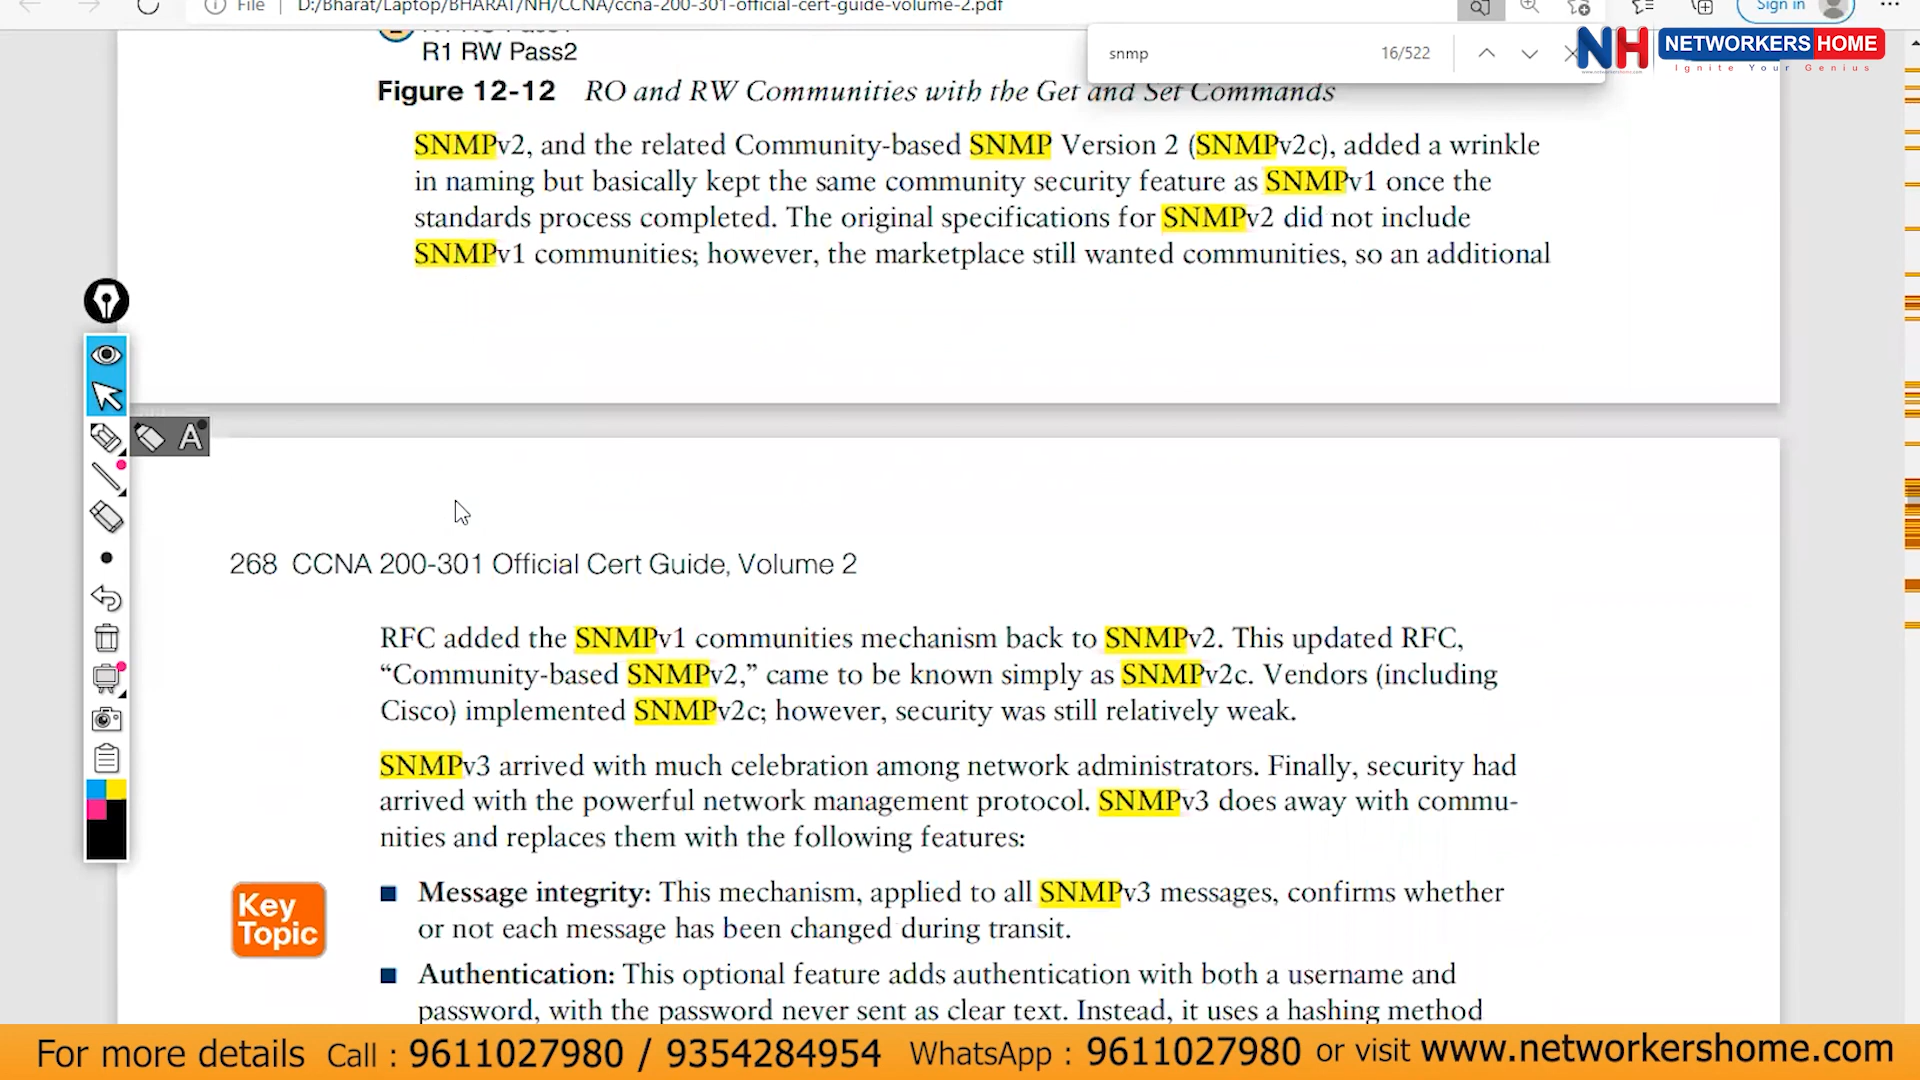 File D:/Bharat/Laptop/BHARAT/NH/CCNA/ccna-200-301-official-cert-guide-volume-2.pdf
Sign in
snmp 16/522
NH NETWORKERS HOME
Ignite Your Genius
R1 RW Pass2
Figure 12-12 RO and RW Communities with the Get and Set Commands
SNMPv2, and the related Community-based SNMP Version 2 (SNMPv2c), added a wrinkle
in naming but basically kept the same community security feature as SNMPv1 once the
standards process completed. The original specifications for SNMPv2 did not include
SNMPv1 communities; however, the marketplace still wanted communities, so an additional
A
268 CCNA 200-301 Official Cert Guide, Volume 2
RFC added the SNMPv1 communities mechanism back to SNMPv2. This updated RFC,
“Community-based SNMPv2,” came to be known simply as SNMPv2c. Vendors (including
Cisco) implemented SNMPv2c; however, security was still relatively weak.
SNMPv3 arrived with much celebration among network administrators. Finally, security had
arrived with the powerful network management protocol. SNMPv3 does away with commu-
nities and replaces them with the following features:
Key
Topic
■ Message integrity: This mechanism, applied to all SNMPv3 messages, confirms whether
or not each message has been changed during transit.
■ Authentication: This optional feature adds authentication with both a username and
password, with the password never sent as clear text. Instead, it uses a hashing method
For more details Call : 9611027980 / 9354284954 WhatsApp : 9611027980 or visit www.networkershome.com